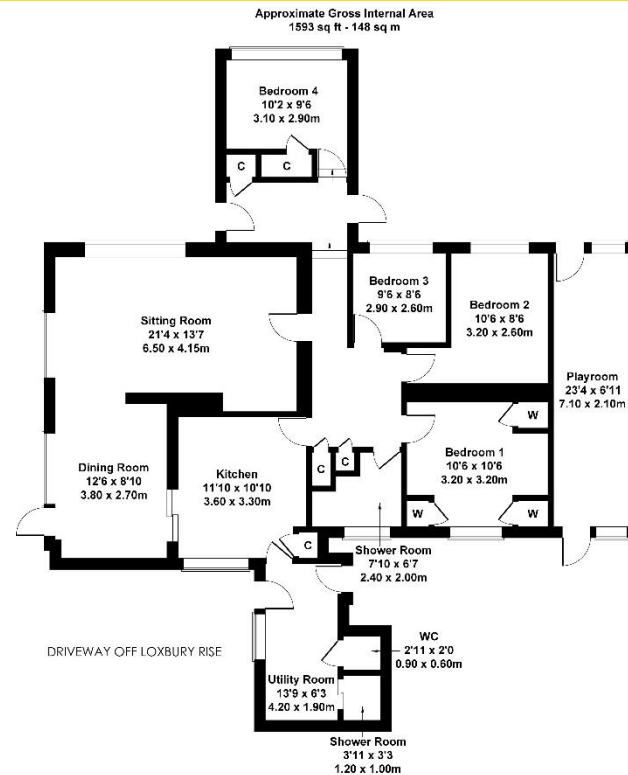 Approximate Gross Internal Area
1593 sq ft - 148 sq m
Bedroom 4
10'2 x 9'6
3.10 x 2.90m
C
C
Bedroom 3
9'6 x 8'6
2.90 x 2.60m
Bedroom 2
10'6 x 8'6
3.20 x 2.60m
Sitting Room
21'4 x 13'7
6.50 x 4.15m
Playroom
23'4 x 6'11
7.10 x 2.10m
W
Bedroom 1
10'6 x 10'6
3.20 x 3.20m
W
W
Dining Room
12'6 x 8'10
3.80 x 2.70m
Kitchen
11'10 x 10'10
3.60 x 3.30m
C
C
C
Shower Room
7'10 x 6'7
2.40 x 2.00m
DRIVEWAY OFF LOXBURY RISE
WC
2'11 x 2'0
0.90 x 0.60m
Utility Room
13'9 x 6'3
4.20 x 1.90m
Shower Room
3'11 x 3'3
1.20 x 1.00m